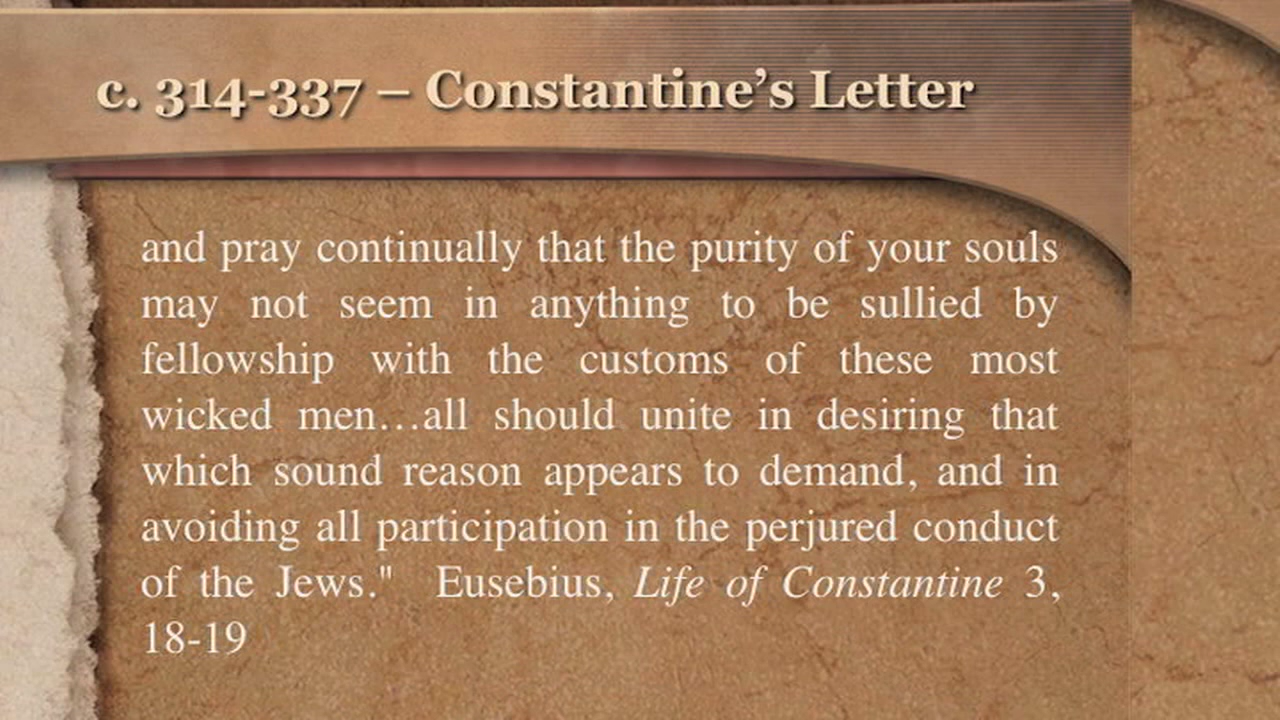 c. 314-337 – Constantine’s Letter
and pray continually that the purity of your souls
may not seem in anything to be sullied by
fellowship with the customs of these most
wicked men…all should unite in desiring that
which sound reason appears to demand, and in
avoiding all participation in the perjured conduct
of the Jews." Eusebius, Life of Constantine 3,
18-19